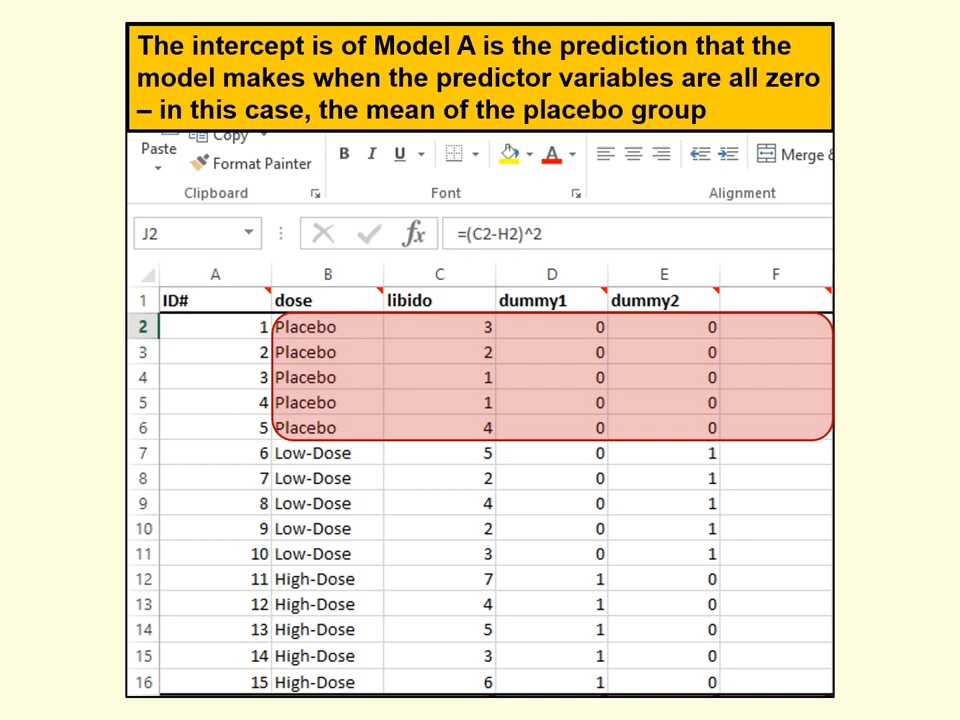 The intercept is of Model A is the prediction that the
model makes when the predictor variables are all zero
– in this case, the mean of the placebo group
Copy
Paste
Format Painter
B I U A Merge &
Clipboard Font Alignment
J2 fx =(C2-H2)^2
A B C D E F
1 ID# dose libido dummy1 dummy2
2 1 Placebo 3 0 0
3 2 Placebo 2 0 0
4 3 Placebo 1 0 0
5 4 Placebo 1 0 0
6 5 Placebo 4 0 0
7 6 Low-Dose 5 0 1
8 7 Low-Dose 2 0 1
9 8 Low-Dose 4 0 1
10 9 Low-Dose 2 0 1
11 10 Low-Dose 3 0 1
12 11 High-Dose 7 1 0
13 12 High-Dose 4 1 0
14 13 High-Dose 5 1 0
15 14 High-Dose 3 1 0
16 15 High-Dose 6 1 0